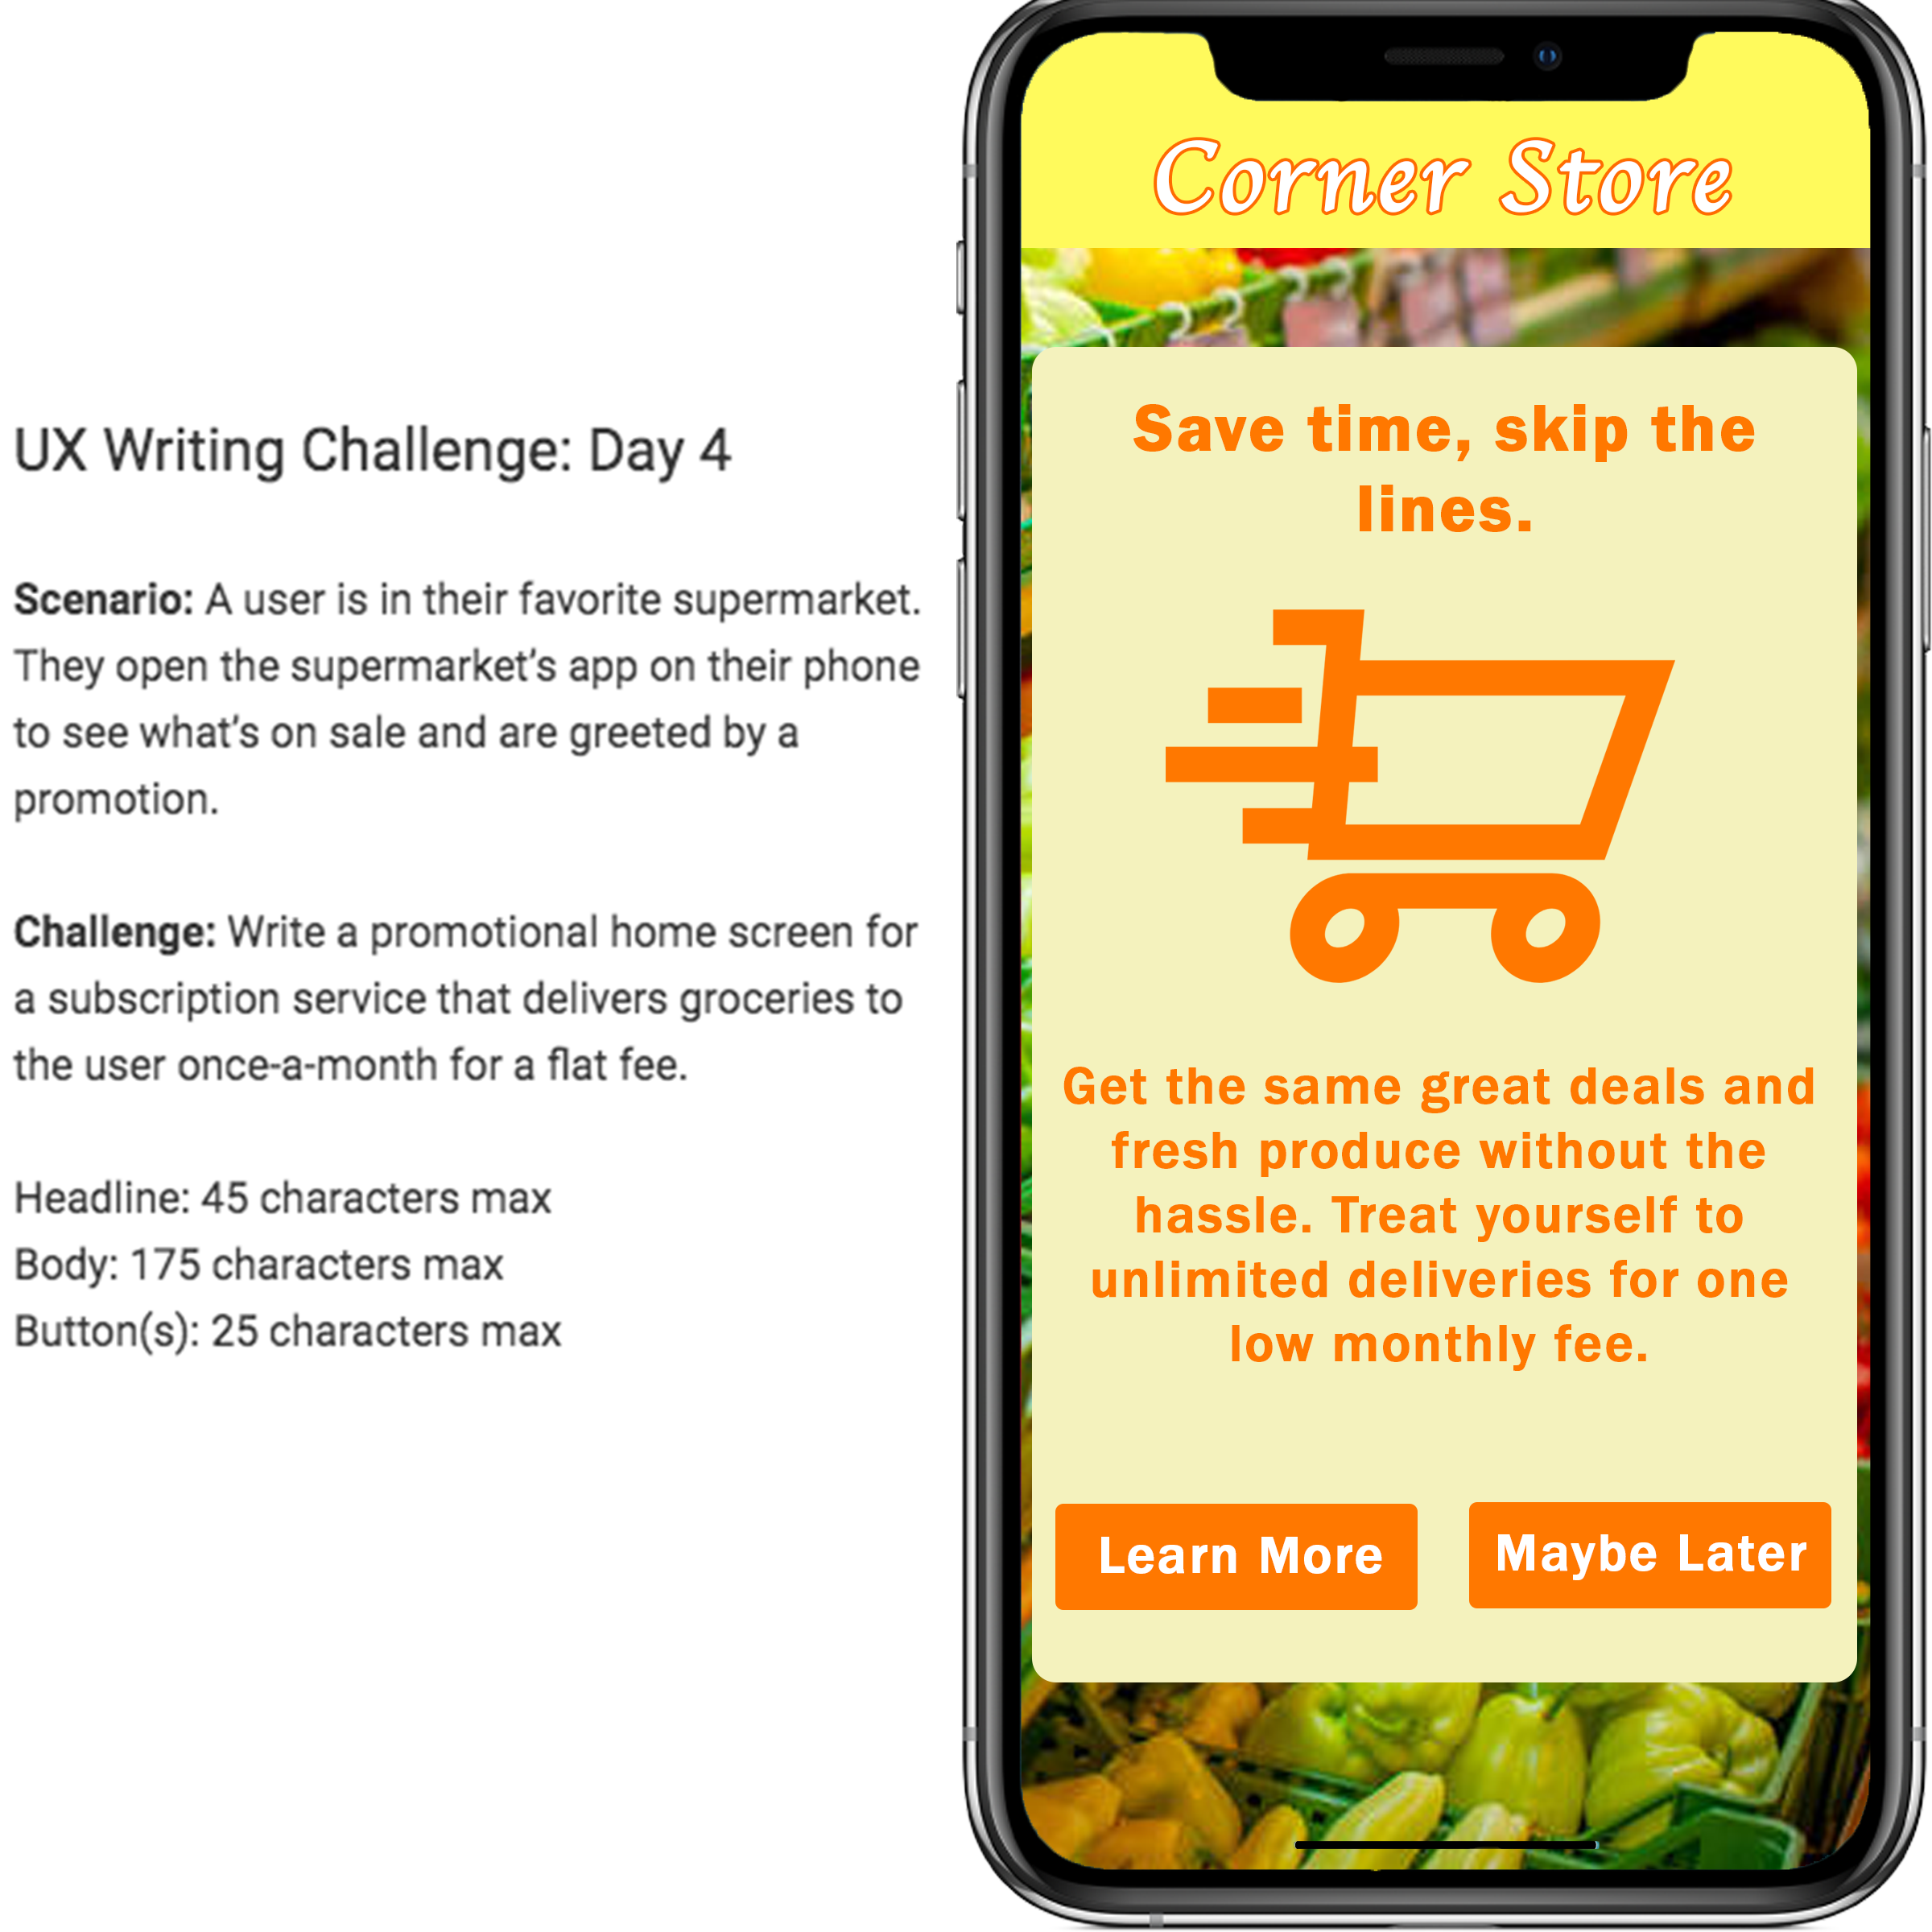 UX Writing Challenge: Day 4
Scenario: A user is in their favorite supermarket.
They open the supermarket's app on their phone
to see what's on sale and are greeted by a
promotion.
Challenge: Write a promotional home screen for
a subscription service that delivers groceries to
the user once-a-month for a flat fee.
Headline: 45 characters max
Body: 175 characters max
Button(s): 25 characters max
Corner Store
Save time, skip the
lines.
Get the same great deals and
fresh produce without the
hassle. Treat yourself to
unlimited deliveries for one
low monthly fee.
Learn More
Maybe Later